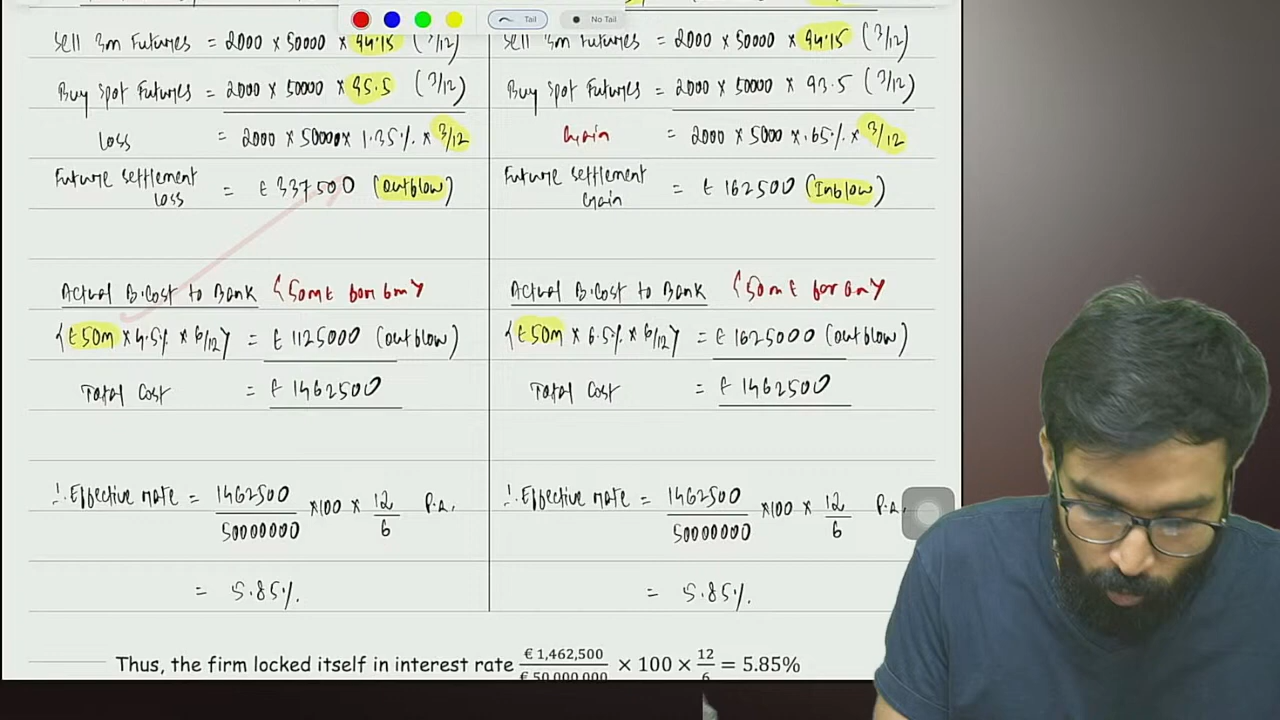 Tail
No Tail
Sell 3m Futures = 2000 x 50000 x 94.15 (3/12)
Buy Spot Futures = 2000 x 50000 x 95.5 (3/12)
Loss = 2000 x 50000 x 1.35% x 3/12
Future Settlement Loss = € 337500 (Outflow)
Actual B.Cost to Bank {50m€ for 6m}
{€50m x 4.5% x 6/12} = € 1125000 (outflow)
Total Cost = € 1462500
∴ Effective rate = 1462500/50000000 x100 x 12/6 P.a.
= 5.85%.
Sell 3m Futures = 2000 x 50000 x 94.15 (3/12)
Buy Spot Futures = 2000 x 50000 x 93.5 (3/12)
Gain = 2000 x 5000 x .65% x 3/12
Future Settlement Gain = € 162500 (Inflow)
Actual B.Cost to Bank {50m€ for 6m}
{€50m x 6.5% x 6/12} = € 1625000 (outflow)
Total Cost = € 1462500
∴ Effective rate = 1462500/50000000 x100 x 12/6 P.a.
= 5.85%.
Thus, the firm locked itself in interest rate € 1,462,500/€ 50,000,000 × 100 × 12/6 = 5.85%